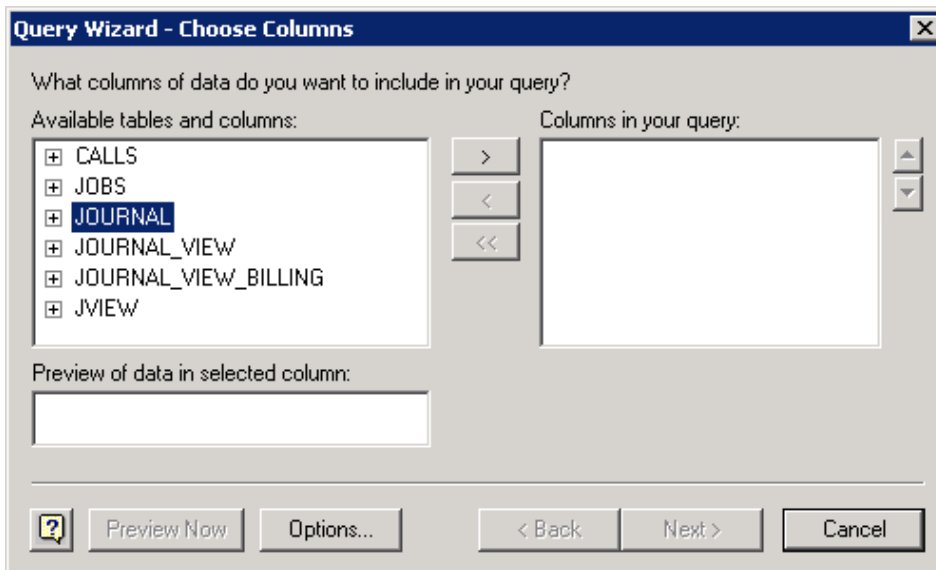 Query Wizard - Choose Columns
What columns of data do you want to include in your query?
Available tables and columns:
Columns in your query:
CALLS
JOBS
JOURNAL
JOURNAL_VIEW
JOURNAL_VIEW_BILLING
JVIEW
>
<
<<
Preview of data in selected column:
? Preview Now Options... < Back Next > Cancel